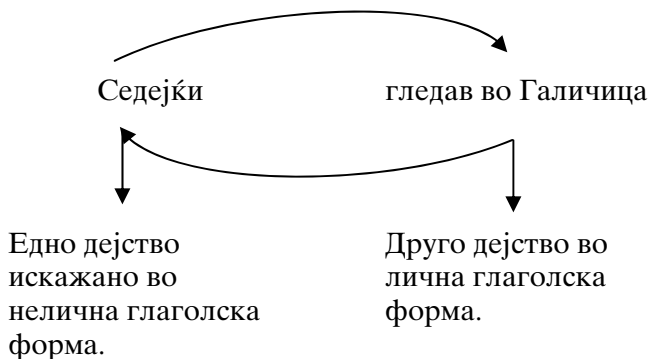 Седејќи гледав во Галичица
Едно дејство
искажано во
нелична глаголска
форма.
Друго дејство во
лична глаголска
форма.